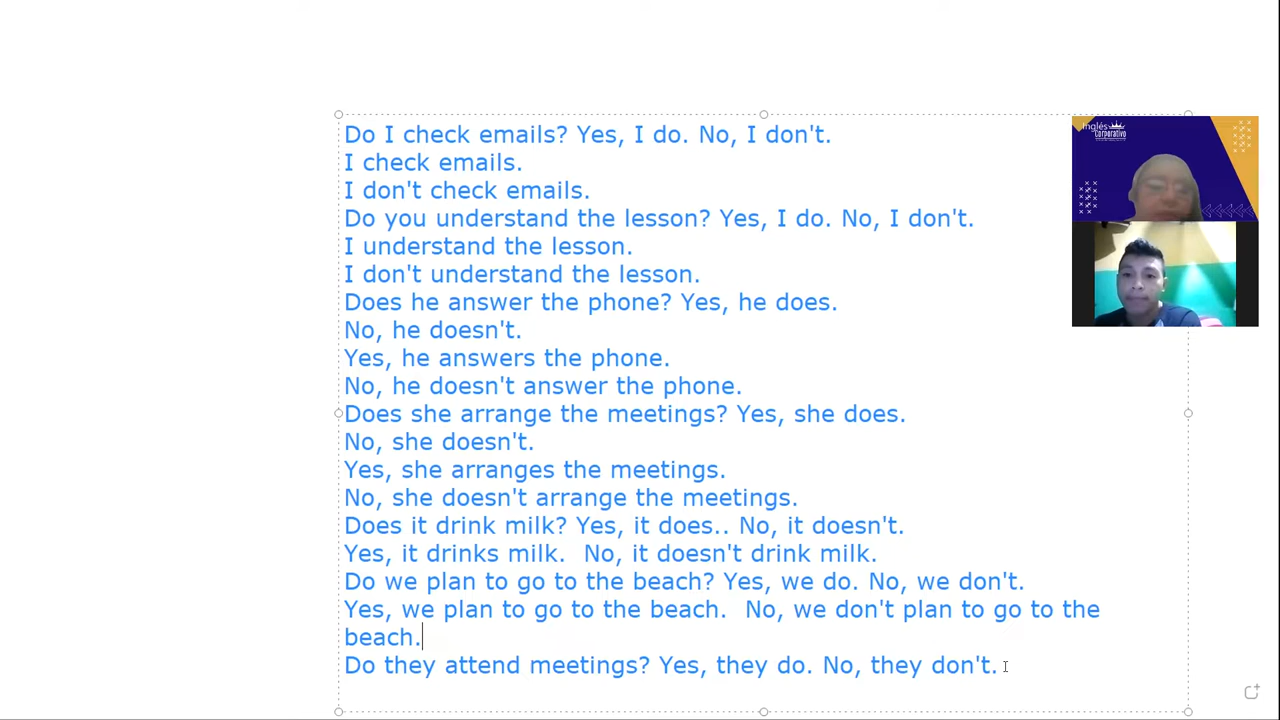 Do I check emails? Yes, I do. No, I don't.
I check emails.
I don't check emails.
Do you understand the lesson? Yes, I do. No, I don't.
I understand the lesson.
I don't understand the lesson.
Does he answer the phone? Yes, he does.
No, he doesn't.
Yes, he answers the phone.
No, he doesn't answer the phone.
Does she arrange the meetings? Yes, she does.
No, she doesn't.
Yes, she arranges the meetings.
No, she doesn't arrange the meetings.
Does it drink milk? Yes, it does.. No, it doesn't.
Yes, it drinks milk.  No, it doesn't drink milk.
Do we plan to go to the beach? Yes, we do. No, we don't.
Yes, we plan to go to the beach.  No, we don't plan to go to the
beach.
Do they attend meetings? Yes, they do. No, they don't.
Inglés
Corporativo